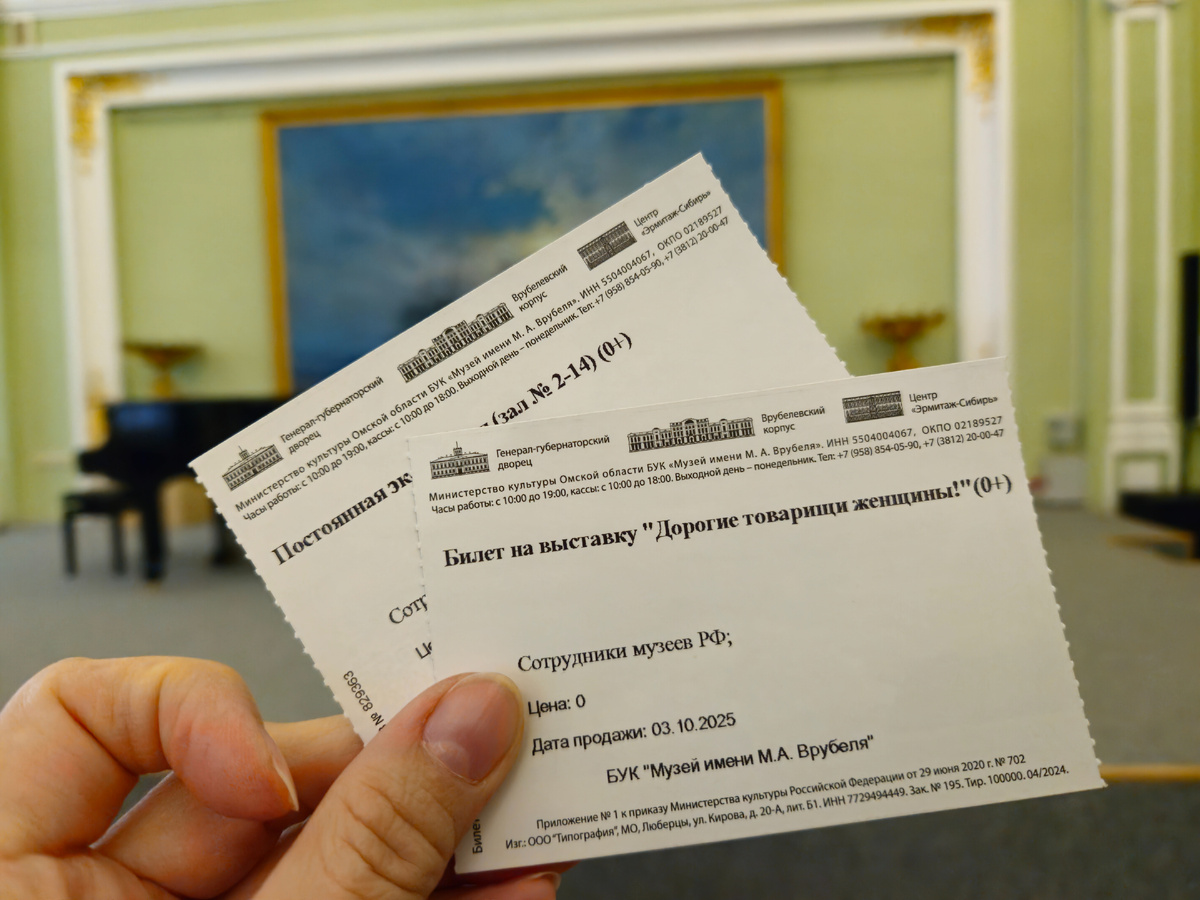 Генерал-губернаторский
дворец
Врубелевский
корпус
Центр
«Эрмитаж-Сибирь»
Министерство культуры Омской области БУК «Музей имени М. А. Врубеля». ИНН 5504004067, ОКПО 02189527
Часы работы: с 10:00 до 19:00, кассы: с 10:00 до 18:00. Выходной день – понедельник. Тел: +7 (958) 854-05-90, +7 (3812) 20-00-47
Постоянная эк
(зал № 2-14) (0+)
Сотр
№ 829363
Генерал-губернаторский
дворец
Врубелевский
корпус
Центр
«Эрмитаж-Сибирь»
Министерство культуры Омской области БУК «Музей имени М. А. Врубеля». ИНН 5504004067, ОКПО 02189527
Часы работы: с 10:00 до 19:00, кассы: с 10:00 до 18:00. Выходной день – понедельник. Тел: +7 (958) 854-05-90, +7 (3812) 20-00-47
Билет на выставку "Дорогие товарищи женщины!"(0+)
Сотрудники музеев РФ;
Цена: 0
Дата продажи: 03.10.2025
БУК "Музей имени М.А. Врубеля"
Приложение № 1 к приказу Министерства культуры Российской Федерации от 29 июня 2020 г. № 702
Изг.: ООО "Типография", МО, Люберцы, ул. Кирова, д. 20-А, лит. Б1. ИНН 7729494449. Зак. № 195. Тир. 100000. 04/2024.
Биле